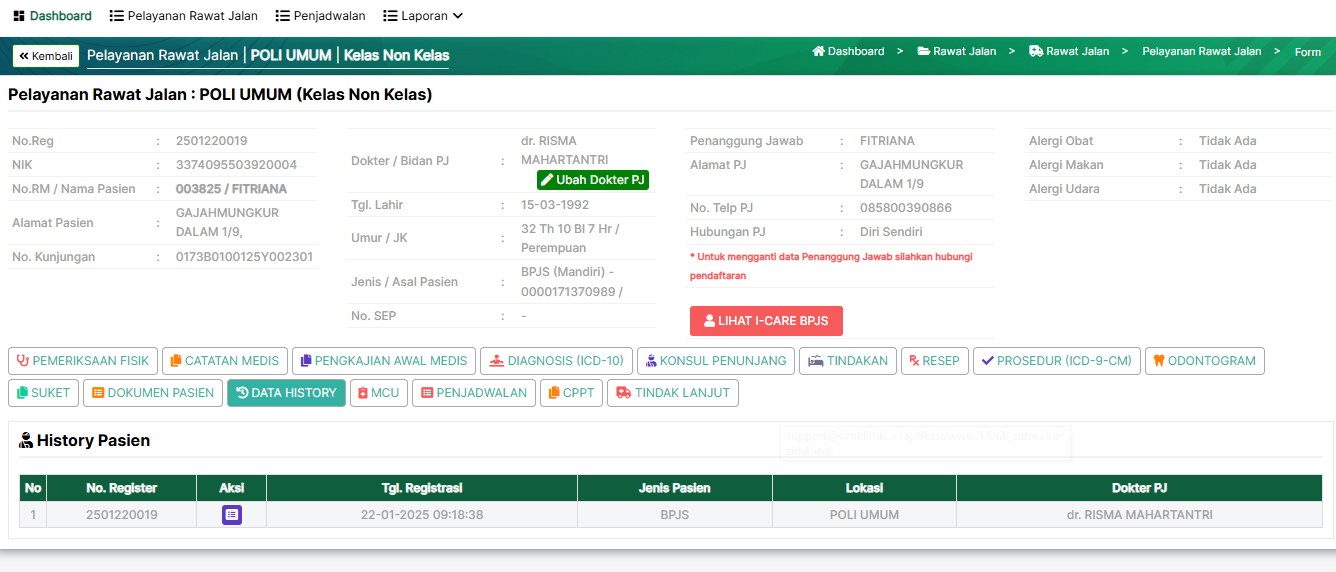 Dashboard Pelayanan Rawat Jalan Penjadwalan Laporan
Kembali Pelayanan Rawat Jalan | POLI UMUM | Kelas Non Kelas
Dashboard > Rawat Jalan > Rawat Jalan > Pelayanan Rawat Jalan > Form
Pelayanan Rawat Jalan : POLI UMUM (Kelas Non Kelas)
No.Reg : 2501220019
NIK : 3374095503920004
No.RM / Nama Pasien : 003825 / FITRIANA
Alamat Pasien : GAJAHMUNGKUR
DALAM 1/9,
No. Kunjungan : 0173B0100125Y002301
Dokter / Bidan PJ : dr. RISMA
MAHARTANTRI
Ubah Dokter PJ
Tgl. Lahir : 15-03-1992
Umur / JK : 32 Th 10 Bl 7 Hr /
Perempuan
Jenis / Asal Pasien : BPJS (Mandiri) -
0000171370989 /
No. SEP : -
Penanggung Jawab : FITRIANA
Alamat PJ : GAJAHMUNGKUR
DALAM 1/9
No. Telp PJ : 085800390866
Hubungan PJ : Diri Sendiri
* Untuk mengganti data Penanggung Jawab silahkan hubungi
pendaftaran
LIHAT I-CARE BPJS
Alergi Obat : Tidak Ada
Alergi Makan : Tidak Ada
Alergi Udara : Tidak Ada
PEMERIKSAAN FISIK CATATAN MEDIS PENGKAJIAN AWAL MEDIS DIAGNOSIS (ICD-10) KONSUL PENUNJANG TINDAKAN RESEP PROSEDUR (ICD-9-CM) ODONTOGRAM
SUKET DOKUMEN PASIEN DATA HISTORY MCU PENJADWALAN CPPT TINDAK LANJUT
History Pasien
No No. Register Aksi Tgl. Registrasi Jenis Pasien Lokasi Dokter PJ
1 2501220019 22-01-2025 09:18:38 BPJS POLI UMUM dr. RISMA MAHARTANTRI